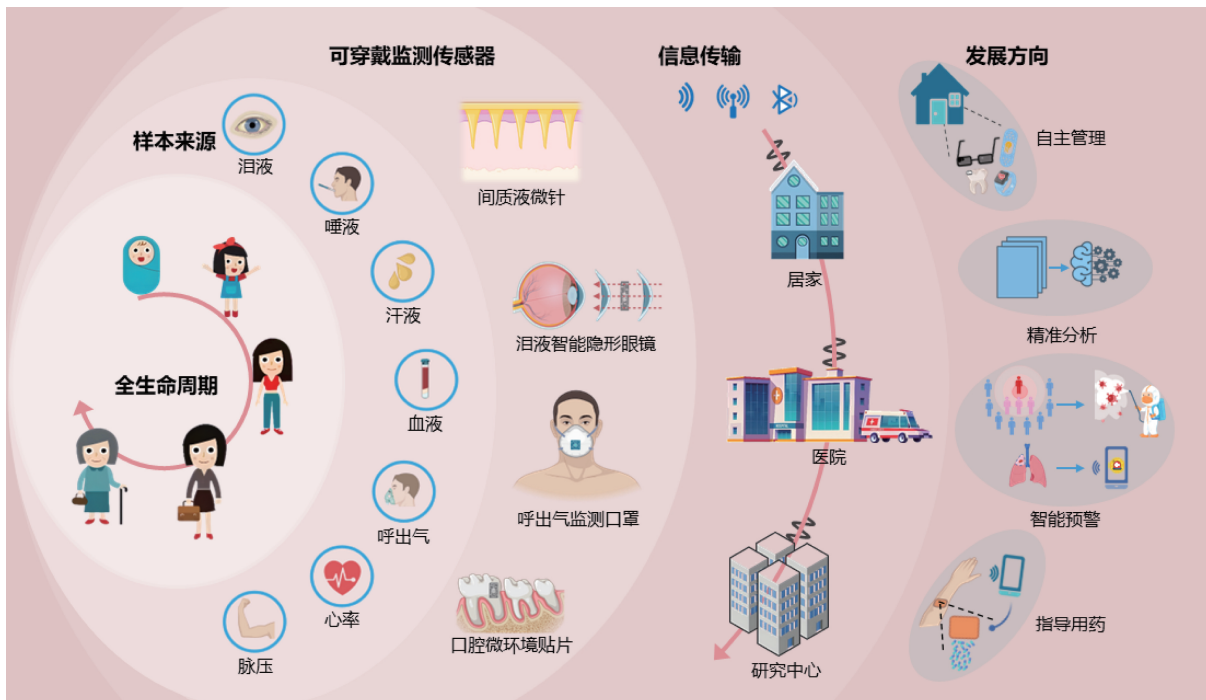 可穿戴监测传感器
信息传输
发展方向
样本来源
泪液
唾液
汗液
血液
呼出气
心率
脉压
全生命周期
间质液微针
泪液智能隐形眼镜
呼出气监测口罩
口腔微环境贴片
居家
医院
研究中心
自主管理
精准分析
智能预警
指导用药